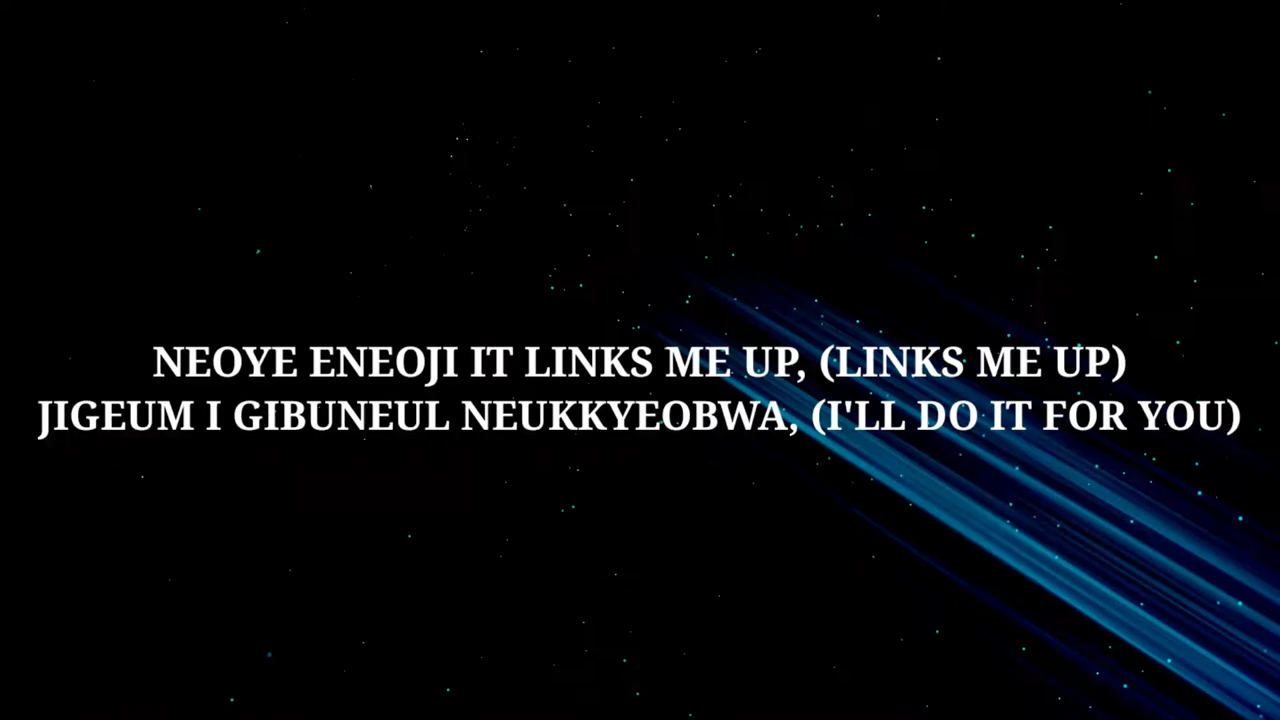 NEOYE ENEOJI IT LINKS ME UP, (LINKS ME UP)
JIGEUM I GIBUNEUL NEUKKYEOBWA, (I'LL DO IT FOR YOU)